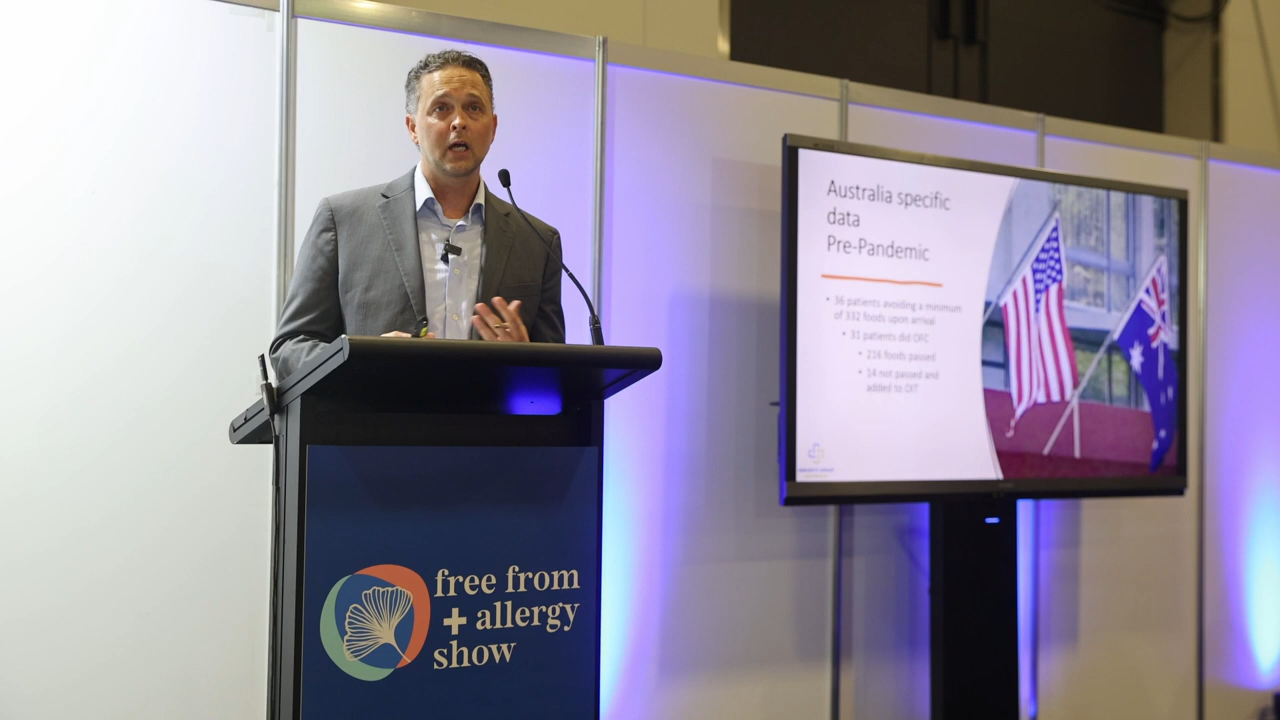 Australia specific
data
Pre-Pandemic
• 36 patients avoiding a minimum
of 332 foods upon arrival
• 31 patients did OFC
• 216 foods passed
• 14 not passed and
added to OIT
free from
+ allergy
show